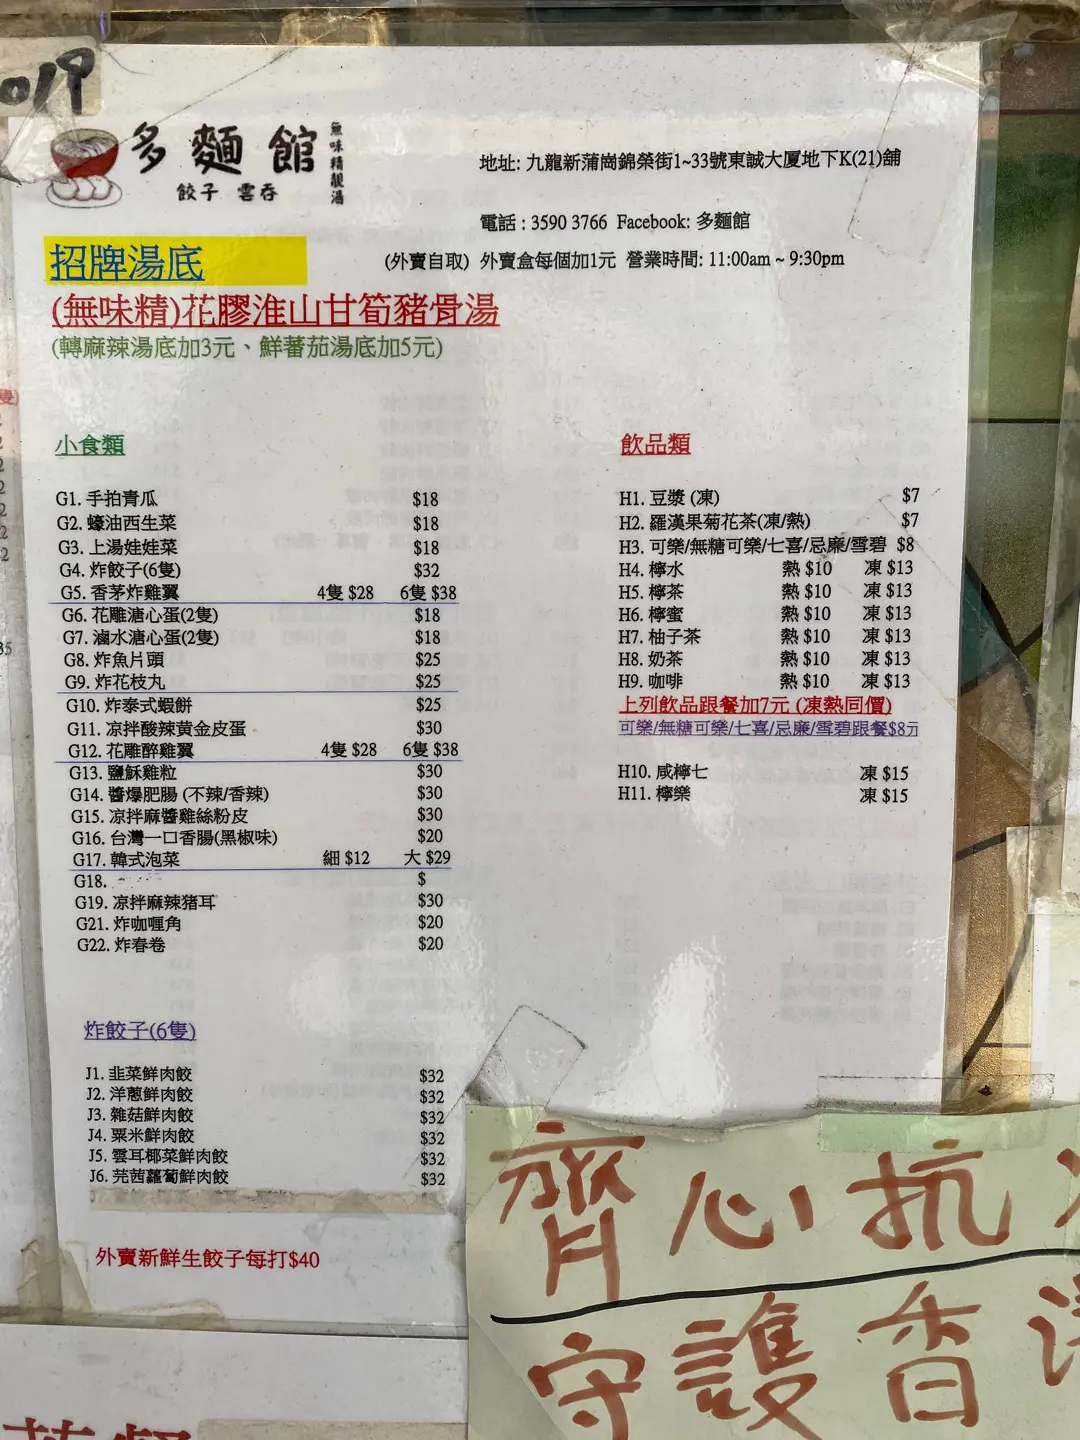 多麵館
無味精靚湯
餃子 雲吞
地址: 九龍新蒲崗錦榮街1~33號東誠大厦地下K(21)舖
電話 : 3590 3766 Facebook: 多麵館
(外賣自取) 外賣盒每個加1元 營業時間: 11:00am ~ 9:30pm
招牌湯底
(無味精)花膠淮山甘筍豬骨湯
(轉麻辣湯底加3元、鮮蕃茄湯底加5元)
小食類
G1. 手拍青瓜 $18
G2. 蠔油西生菜 $18
G3. 上湯娃娃菜 $18
G4. 炸餃子(6隻) $32
G5. 香茅炸雞翼 4隻 $28 6隻 $38
G6. 花雕溏心蛋(2隻) $18
G7. 滷水溏心蛋(2隻) $18
G8. 炸魚片頭 $25
G9. 炸花枝丸 $25
G10. 炸泰式蝦餅 $25
G11. 凉拌酸辣黄金皮蛋 $30
G12. 花雕醉雞翼 4隻 $28 6隻 $38
G13. 鹽穌雞粒 $30
G14. 醬爆肥腸 (不辣/香辣) $30
G15. 凉拌麻醬雞絲粉皮 $30
G16. 台灣一口香腸(黑椒味) $20
G17. 韓式泡菜 細 $12 大 $29
G18. $
G19. 凉拌麻辣猪耳 $30
G21. 炸咖喱角 $20
G22. 炸春卷 $20
飲品類
H1. 豆漿 (凍) $7
H2. 羅漢果菊花茶(凍/熱) $7
H3. 可樂/無糖可樂/七喜/忌廉/雪碧 $8
H4. 檸水 熱 $10 凍 $13
H5. 檸茶 熱 $10 凍 $13
H6. 檸蜜 熱 $10 凍 $13
H7. 柚子茶 熱 $10 凍 $13
H8. 奶茶 熱 $10 凍 $13
H9. 咖啡 熱 $10 凍 $13
上列飲品跟餐加7元 (凍熱同價)
可樂/無糖可樂/七喜/忌廉/雪碧跟餐$8元
H10. 咸檸七 凍 $15
H11. 檸樂 凍 $15
炸餃子(6隻)
J1. 韭菜鮮肉餃 $32
J2. 洋蔥鮮肉餃 $32
J3. 雜菇鮮肉餃 $32
J4. 粟米鮮肉餃 $32
J5. 雲耳椰菜鮮肉餃 $32
J6. 芫茜蘿蔔鮮肉餃 $32
外賣新鮮生餃子每打$40
齊心抗
守護香